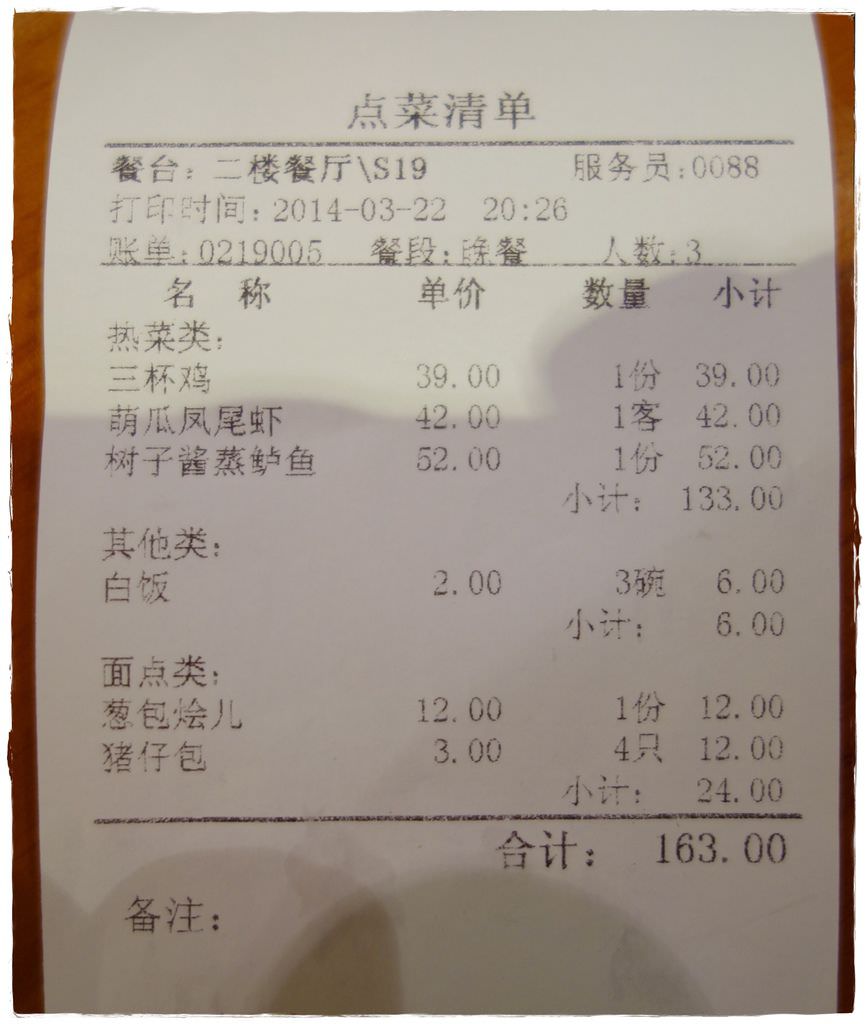 点菜清单
餐台：二楼餐厅\S19 服务员:0088
打印时间：2014-03-22 20:26
账单:0219005 餐段:晚餐 人数:3
名 称 单价 数量 小计
热菜类：
三杯鸡 39.00 1份 39.00
萌瓜凤尾虾 42.00 1客 42.00
树子酱蒸鲈鱼 52.00 1份 52.00
小计： 133.00
其他类：
白饭 2.00 3碗 6.00
小计： 6.00
面点类：
葱包烩儿 12.00 1份 12.00
猪仔包 3.00 4只 12.00
小计： 24.00
合计： 163.00
备注：